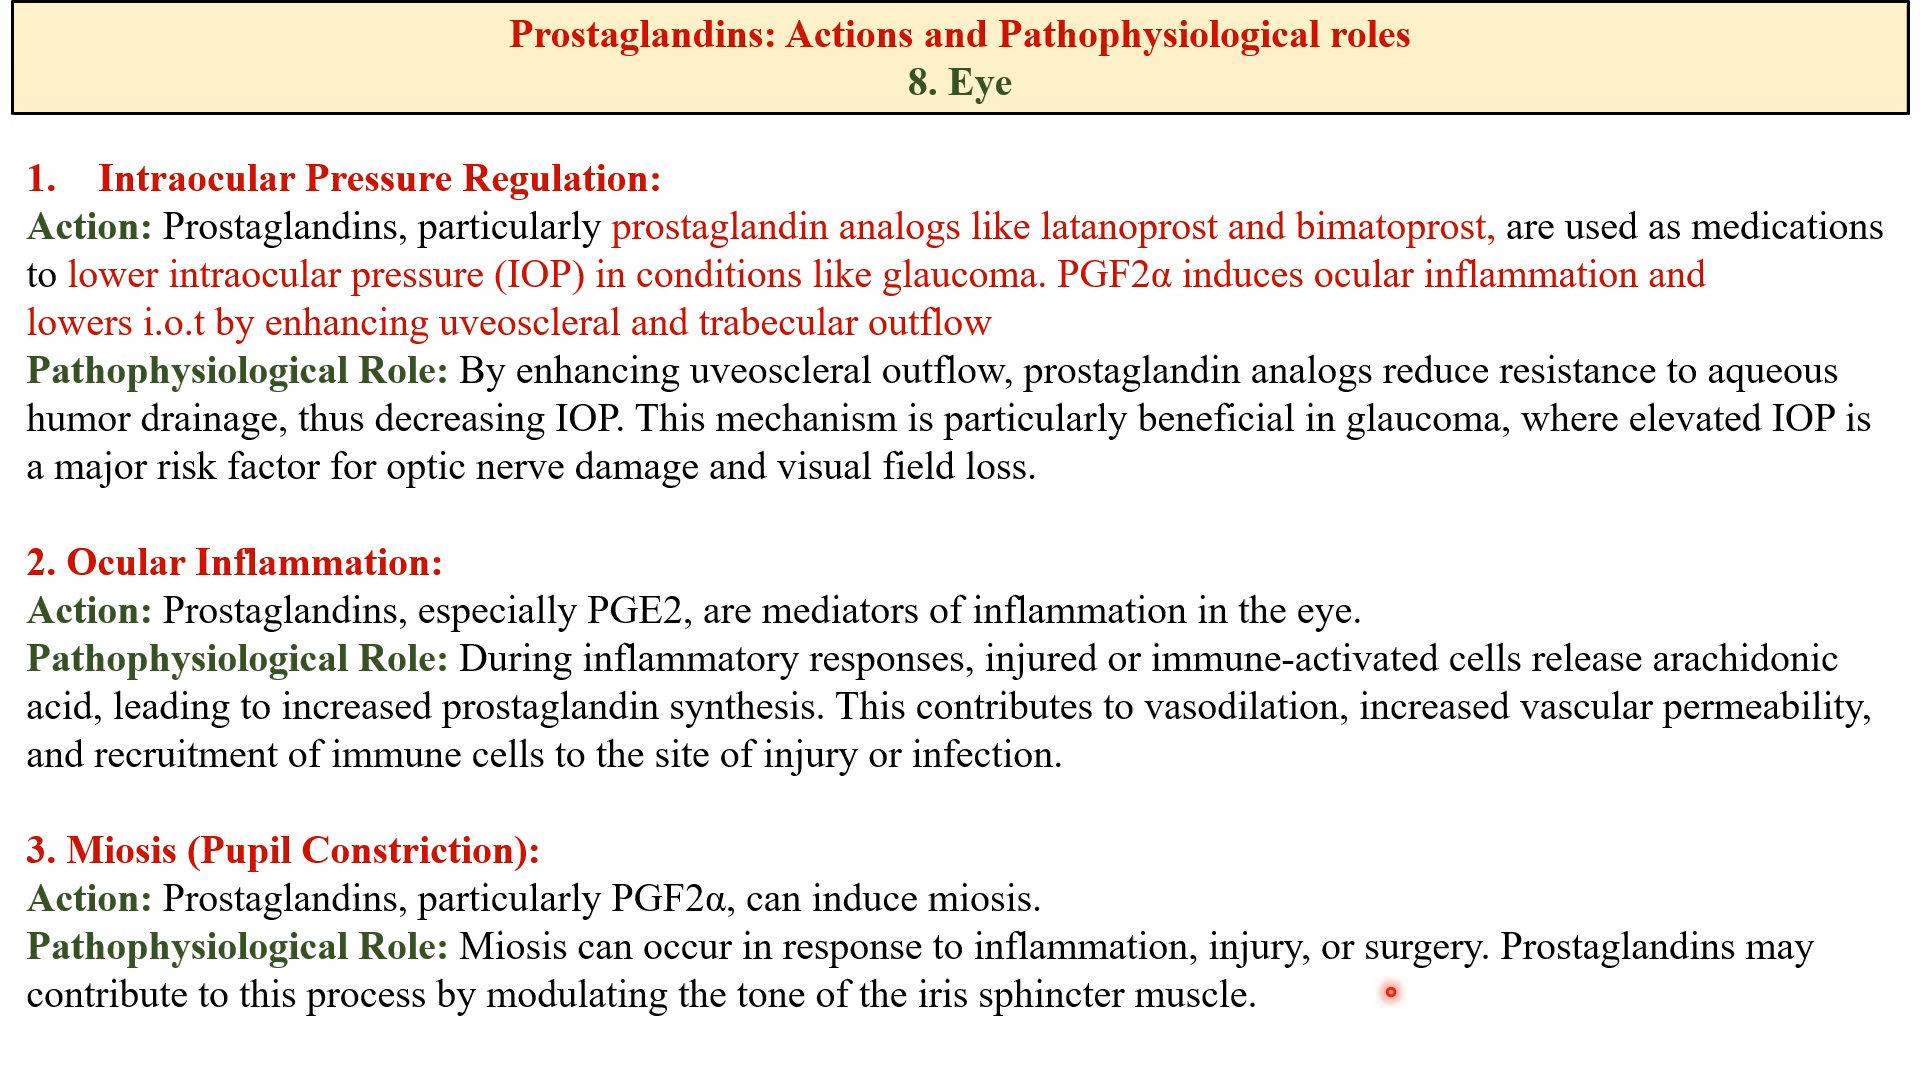 Prostaglandins: Actions and Pathophysiological roles
8. Eye
1. Intraocular Pressure Regulation:
Action: Prostaglandins, particularly prostaglandin analogs like latanoprost and bimatoprost, are used as medications
to lower intraocular pressure (IOP) in conditions like glaucoma. PGF2α induces ocular inflammation and
lowers i.o.t by enhancing uveoscleral and trabecular outflow
Pathophysiological Role: By enhancing uveoscleral outflow, prostaglandin analogs reduce resistance to aqueous
humor drainage, thus decreasing IOP. This mechanism is particularly beneficial in glaucoma, where elevated IOP is
a major risk factor for optic nerve damage and visual field loss.
2. Ocular Inflammation:
Action: Prostaglandins, especially PGE2, are mediators of inflammation in the eye.
Pathophysiological Role: During inflammatory responses, injured or immune-activated cells release arachidonic
acid, leading to increased prostaglandin synthesis. This contributes to vasodilation, increased vascular permeability,
and recruitment of immune cells to the site of injury or infection.
3. Miosis (Pupil Constriction):
Action: Prostaglandins, particularly PGF2α, can induce miosis.
Pathophysiological Role: Miosis can occur in response to inflammation, injury, or surgery. Prostaglandins may
contribute to this process by modulating the tone of the iris sphincter muscle.